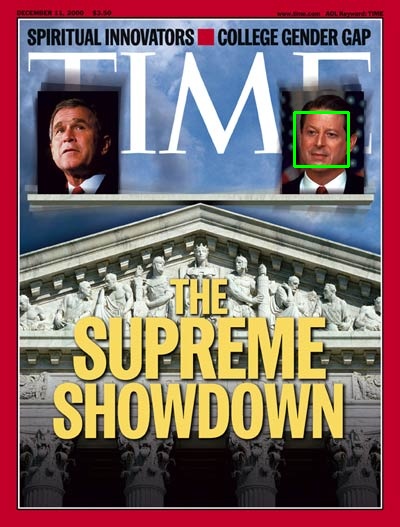 DECEMBER 11, 2000 $3.50 www.time.com AOL Keyword: TIME
SPIRITUAL INNOVATORS COLLEGE GENDER GAP
TIME
THE
SUPREME
SHOWDOWN